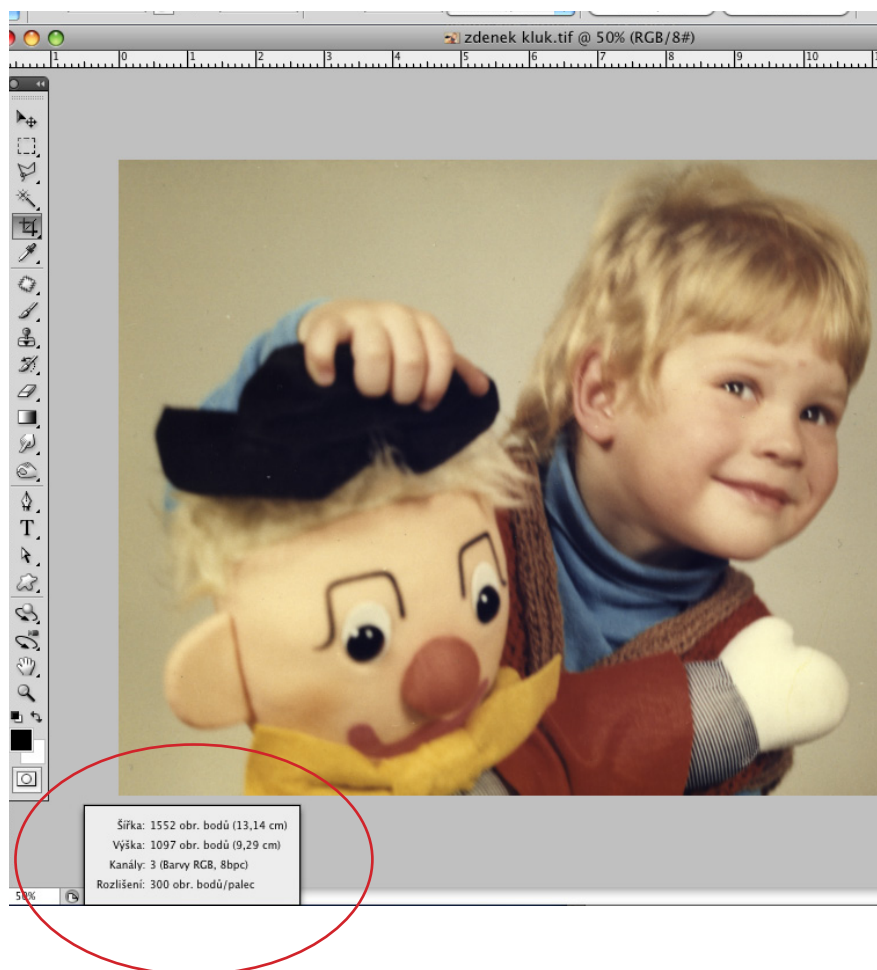 zdenek kluk.tif @ 50% (RGB/8#)
1 0 1 2 3 4 5 6 7 8 9 10
T
Šířka: 1552 obr. bodů (13,14 cm)
Výška: 1097 obr. bodů (9,29 cm)
Kanály: 3 (Barvy RGB, 8bpc)
Rozlišení: 300 obr. bodů/palec
50%